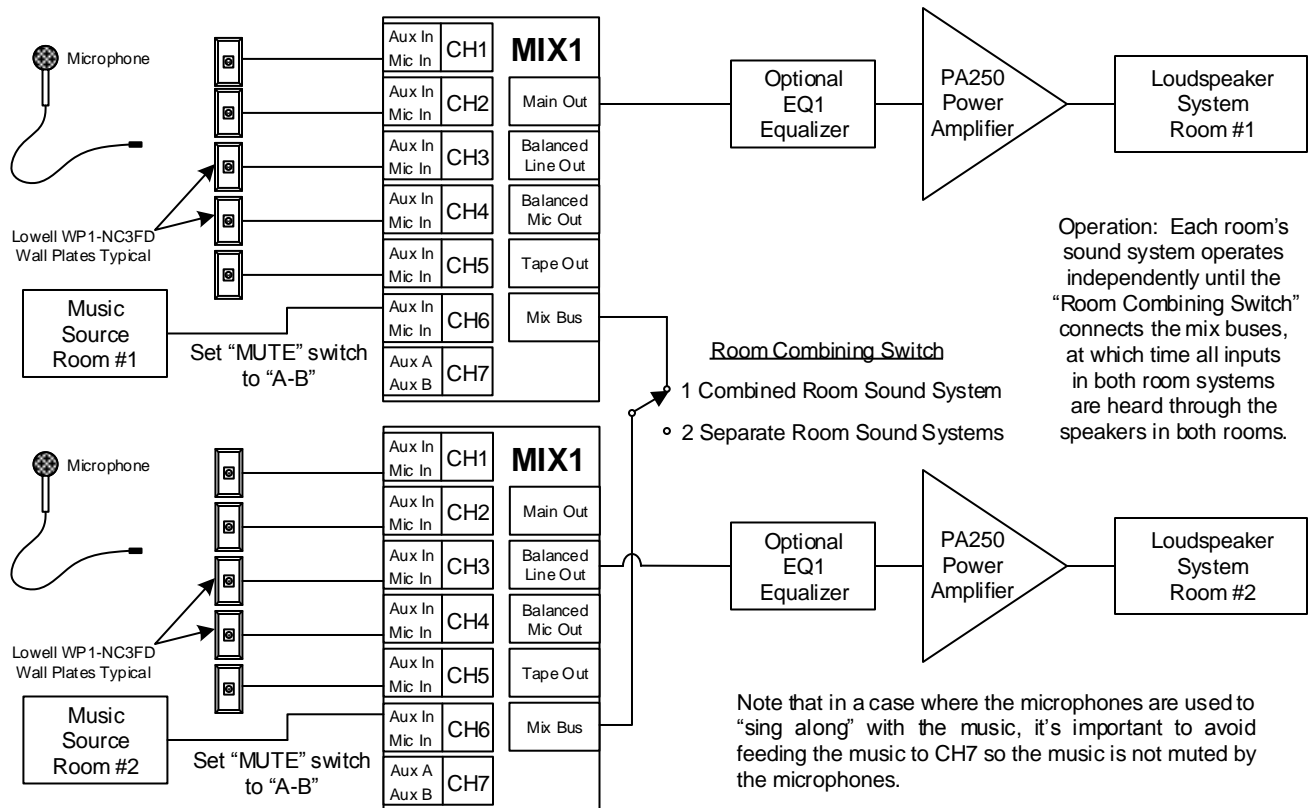 Microphone
Lowell WP1-NC3FD
Wall Plates Typical
Music
Source
Room #1
Set “MUTE” switch
to “A-B”
Aux In
Mic In
CH1
Aux In
Mic In
CH2
Aux In
Mic In
CH3
Aux In
Mic In
CH4
Aux In
Mic In
CH5
Aux In
Mic In
CH6
Aux A
Aux B
CH7
MIX1
Main Out
Balanced
Line Out
Balanced
Mic Out
Tape Out
Mix Bus
Optional
EQ1
Equalizer
PA250
Power
Amplifier
Loudspeaker
System
Room #1
Operation: Each room’s
sound system operates
independently until the
“Room Combining Switch”
connects the mix buses,
at which time all inputs
in both room systems
are heard through the
speakers in both rooms.
Room Combining Switch
1 Combined Room Sound System
2 Separate Room Sound Systems
Microphone
Lowell WP1-NC3FD
Wall Plates Typical
Music
Source
Room #2
Set “MUTE” switch
to “A-B”
Aux In
Mic In
CH1
Aux In
Mic In
CH2
Aux In
Mic In
CH3
Aux In
Mic In
CH4
Aux In
Mic In
CH5
Aux In
Mic In
CH6
Aux A
Aux B
CH7
MIX1
Main Out
Balanced
Line Out
Balanced
Mic Out
Tape Out
Mix Bus
Optional
EQ1
Equalizer
PA250
Power
Amplifier
Loudspeaker
System
Room #2
Note that in a case where the microphones are used to
“sing along” with the music, it’s important to avoid
feeding the music to CH7 so the music is not muted by
the microphones.